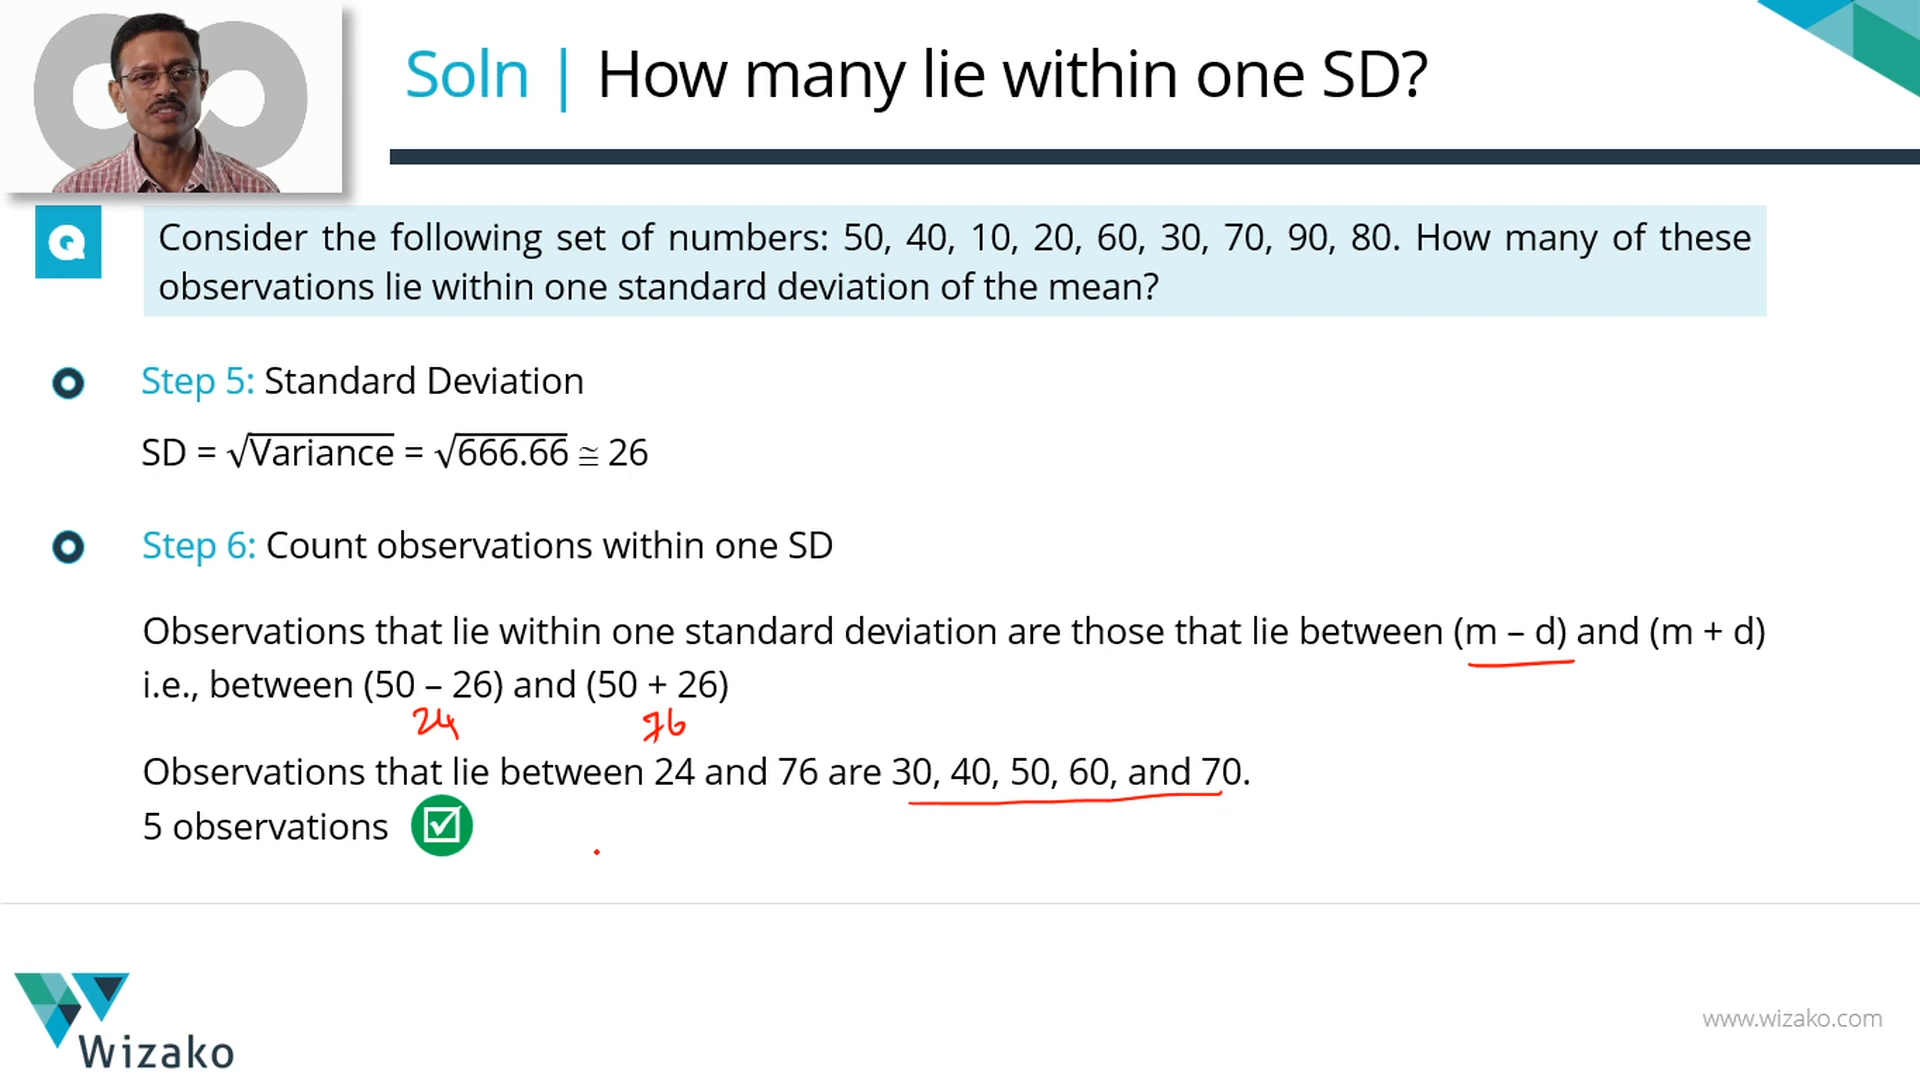 Soln | How many lie within one SD?
Q
Consider the following set of numbers: 50, 40, 10, 20, 60, 30, 70, 90, 80. How many of these
observations lie within one standard deviation of the mean?
Step 5: Standard Deviation
SD = √Variance = √666.66 ≅ 26
Step 6: Count observations within one SD
Observations that lie within one standard deviation are those that lie between (m – d) and (m + d)
i.e., between (50 – 26) and (50 + 26)
24 76
Observations that lie between 24 and 76 are 30, 40, 50, 60, and 70.
5 observations
Wizako
www.wizako.com